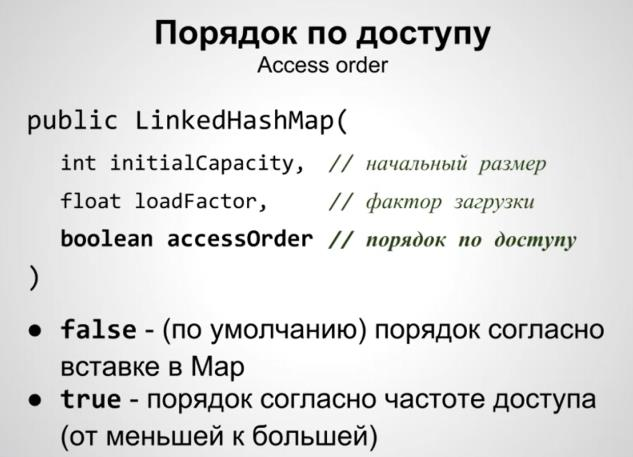 Порядок по доступу
Access order
public LinkedHashMap(
int initialCapacity, // начальный размер
float loadFactor, // фактор загрузки
boolean accessOrder // порядок по доступу
)
● false - (по умолчанию) порядок согласно
вставке в Map
● true - порядок согласно частоте доступа
(от меньшей к большей)